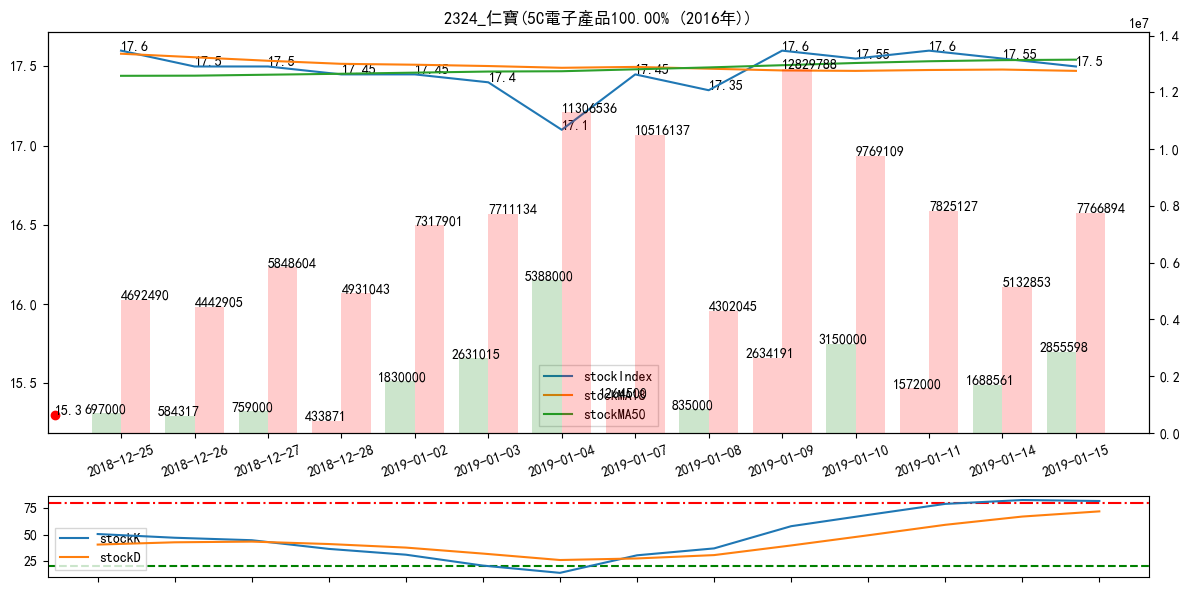 2324_仁寶(5C電子產品100.00% (2016年))
1e7
17.6 17.5 17.5 17.45 17.45 17.4 17.1 17.45 17.35 17.6 17.55 17.6 17.55 17.5
17.5
17.0
16.5
16.0
15.5
1.4
1.2
1.0
0.8
0.6
0.4
0.2
0.0
4692490 4442905 5848604 4931043 7317901 7711134 11306536 10516137 4302045 12829788 9769109 7825127 5132853 7766894
15.3 697000 584317 759000 433871 1830000 2631015 5388000 1264500 835000 2634191 3150000 1572000 1688561 2855598
stockIndex
stockMA18
stockMA50
2018-12-25 2018-12-26 2018-12-27 2018-12-28 2019-01-02 2019-01-03 2019-01-04 2019-01-07 2019-01-08 2019-01-09 2019-01-10 2019-01-11 2019-01-14 2019-01-15
75
50
25
stockK
stockD